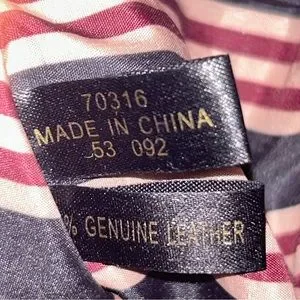 70316
MADE IN CHINA
53 092
% GENUINE LEATHER